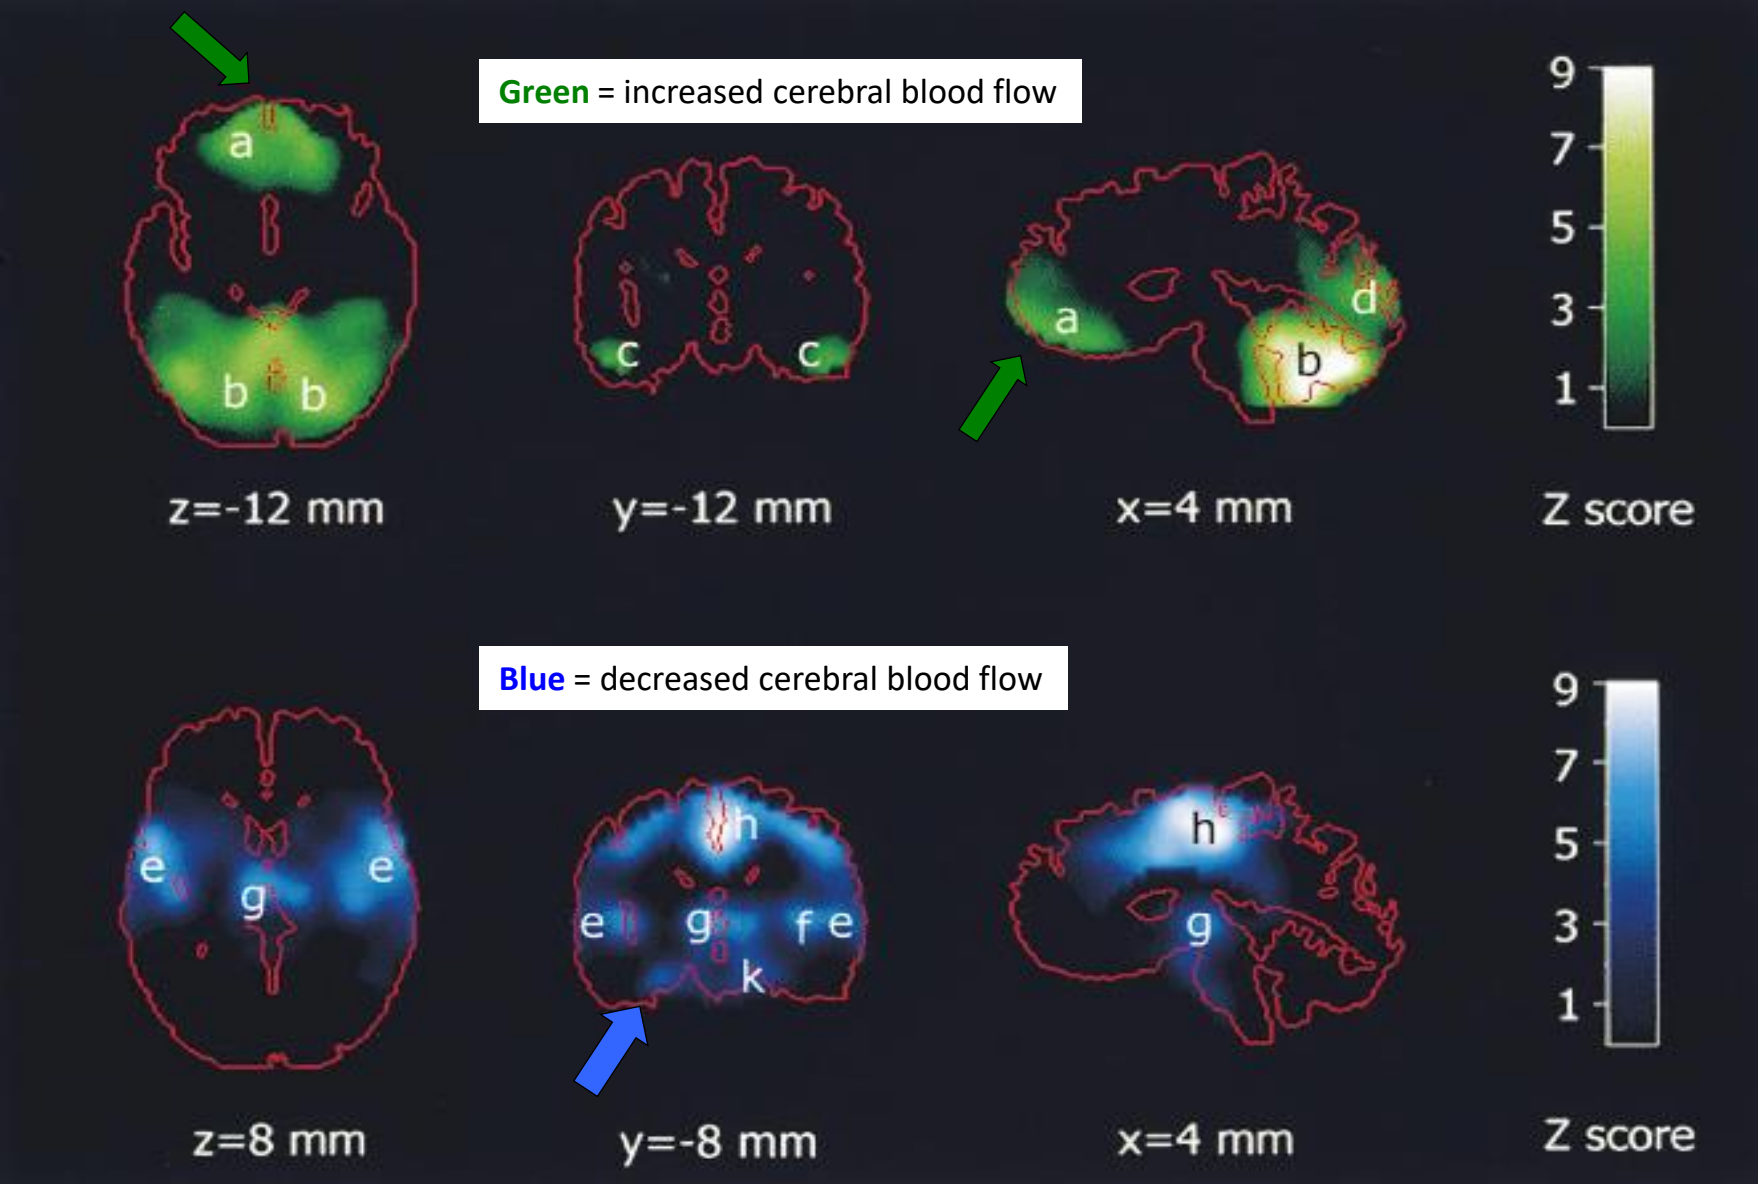 Green = increased cerebral blood flow
a
b b
c c
a
b
d
9
7
5
3
1
z=-12 mm
y=-12 mm
x=4 mm
Z score
Blue = decreased cerebral blood flow
e e
g
h
e g f e
k
h
g
9
7
5
3
1
z=8 mm
y=-8 mm
x=4 mm
Z score